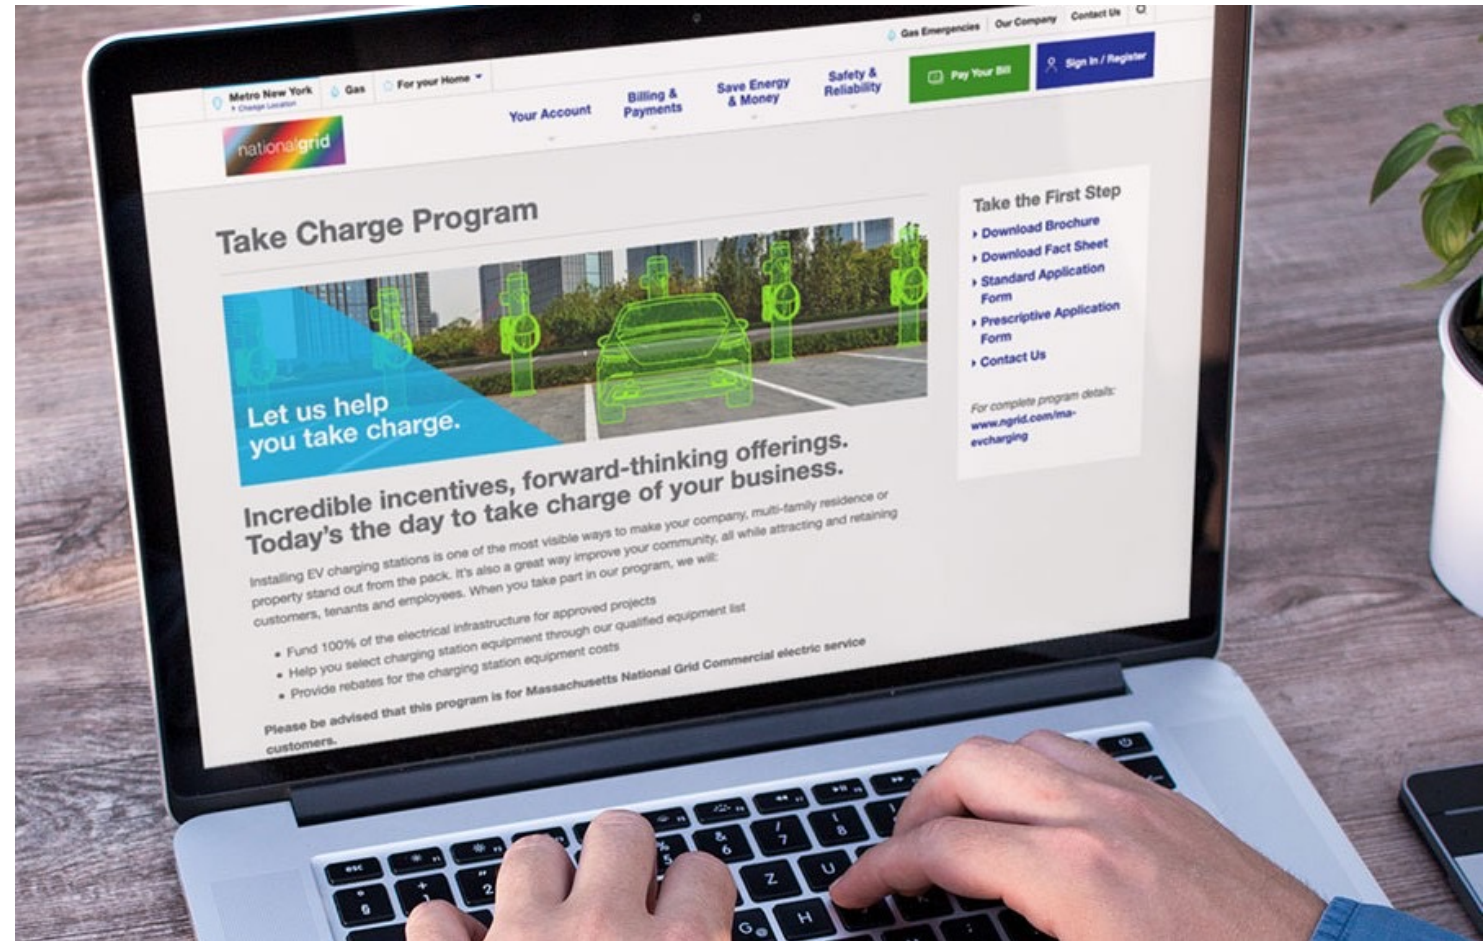 Gas Emergencies Our Company Contact Us
Metro New York Gas For your Home
Change Location
Your Account Billing & Payments Save Energy & Money Safety & Reliability Pay Your Bill Sign In / Register
nationalgrid
Take Charge Program
Let us help
you take charge.
Incredible incentives, forward-thinking offerings.
Today's the day to take charge of your business.
Installing EV charging stations is one of the most visible ways to make your company, multi-family residence or
property stand out from the pack. It's also a great way improve your community, all while attracting and retaining
customers, tenants and employees. When you take part in our program, we will:
• Fund 100% of the electrical infrastructure for approved projects
• Help you select charging station equipment through our qualified equipment list
• Provide rebates for the charging station equipment costs
Please be advised that this program is for Massachusetts National Grid Commercial electric service
customers.
Take the First Step
Download Brochure
Download Fact Sheet
Standard Application
Form
Prescriptive Application
Form
Contact Us
For complete program details:
www.ngrid.com/ma-
evcharging
esc
+ " % & / (
0 1 2 5 6 7 8
Z U
G H